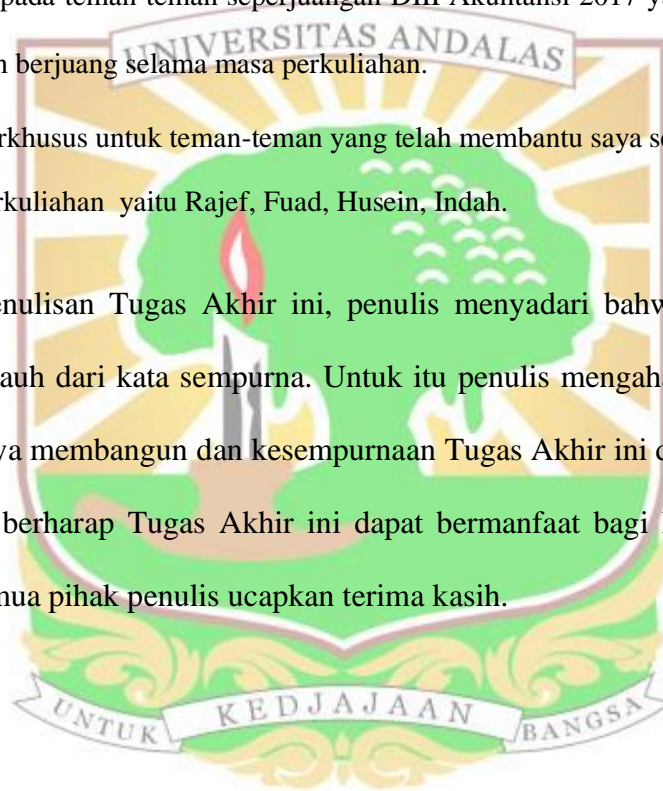 pada teman-teman seperjuangan DIII Akuntansi 2017
UNIVERSITAS ANDALAS
berjuang selama masa perkuliahan.
rkhusus untuk teman-teman yang telah membantu saya
rkuliahan yaitu Rajef, Fuad, Husein, Indah.
enulisan Tugas Akhir ini, penulis menyadari bahw
auh dari kata sempurna. Untuk itu penulis mengaha
ya membangun dan kesempurnaan Tugas Akhir ini
berharap Tugas Akhir ini dapat bermanfaat bagi
mua pihak penulis ucapkan terima kasih.
UNTUK KEDJAJAAN BANGSA